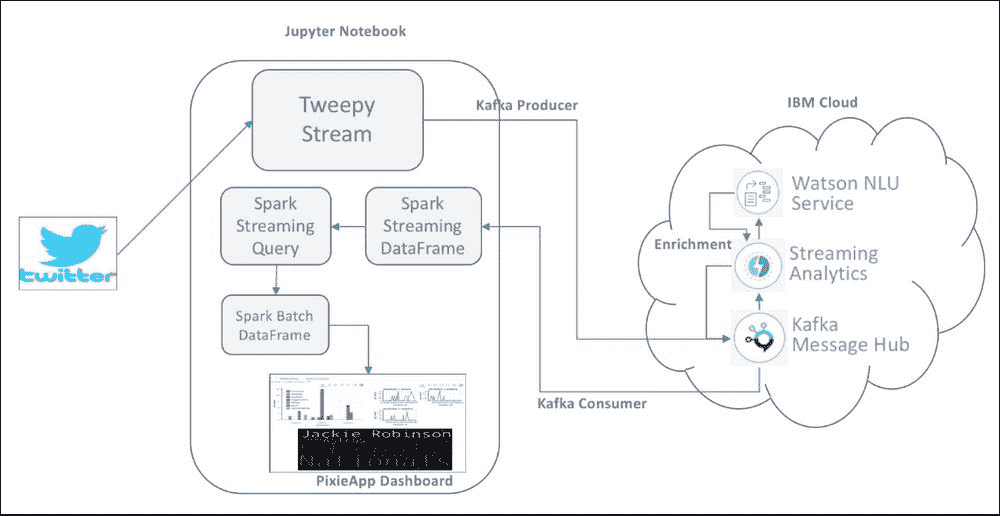 Jupyter Notebook
Tweepy
Stream
Kafka Producer
IBM Cloud
Watson NLU
Service
Spark
Streaming
Query
Spark
Streaming
DataFrame
Enrichment
Streaming
Analytics
twitter
Spark Batch
DataFrame
Kafka
Message Hub
Kafka Consumer
Jackie Robinson
Nationals
PixieApp Dashboard